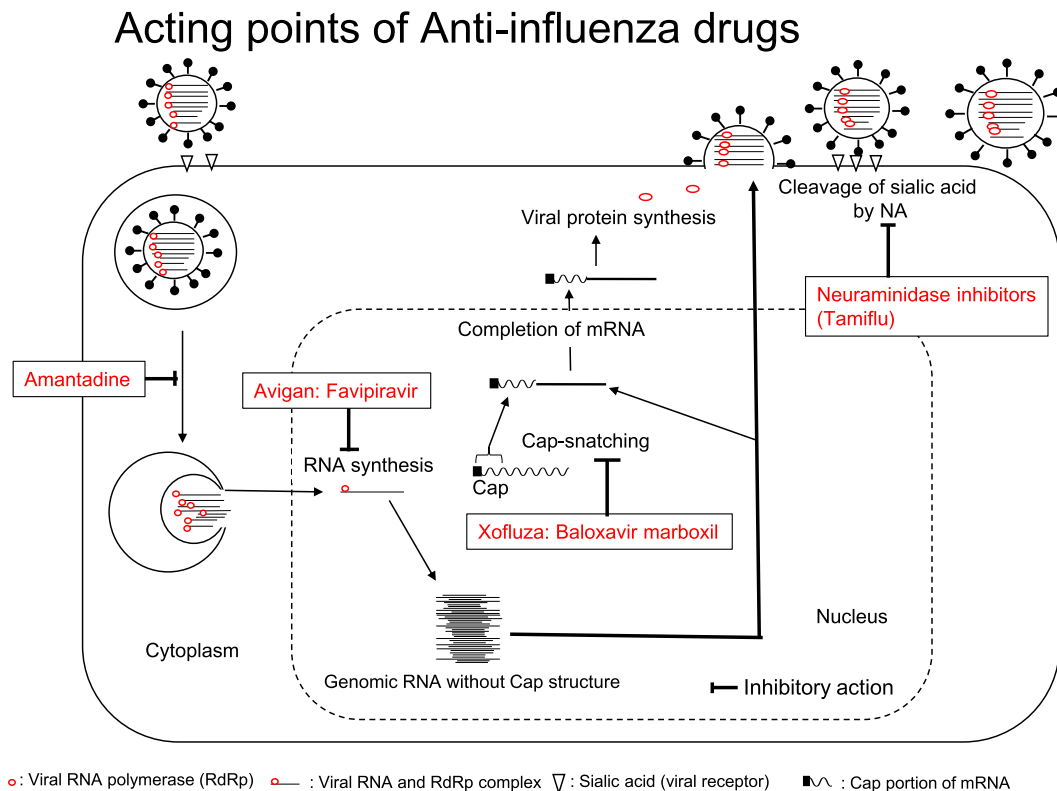 Acting points of Anti-influenza drugs
Cleavage of sialic acid
by NA
Viral protein synthesis
Neuraminidase inhibitors
(Tamiflu)
Completion of mRNA
Amantadine
Avigan: Favipiravir
Cap-snatching
RNA synthesis
Cap
Xofluza: Baloxavir marboxil
Nucleus
Cytoplasm
Genomic RNA without Cap structure
Inhibitory action
: Viral RNA polymerase (RdRp)
: Viral RNA and RdRp complex
: Sialic acid (viral receptor)
: Cap portion of mRNA